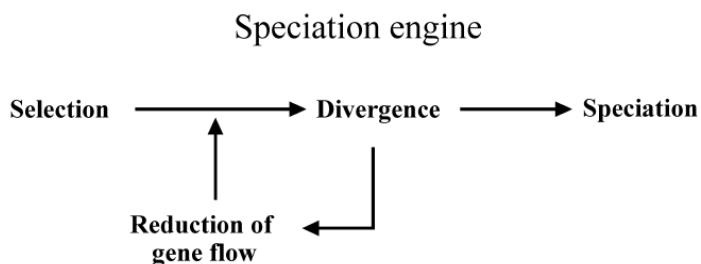 Speciation engine
Selection Divergence Speciation
Reduction of
gene flow